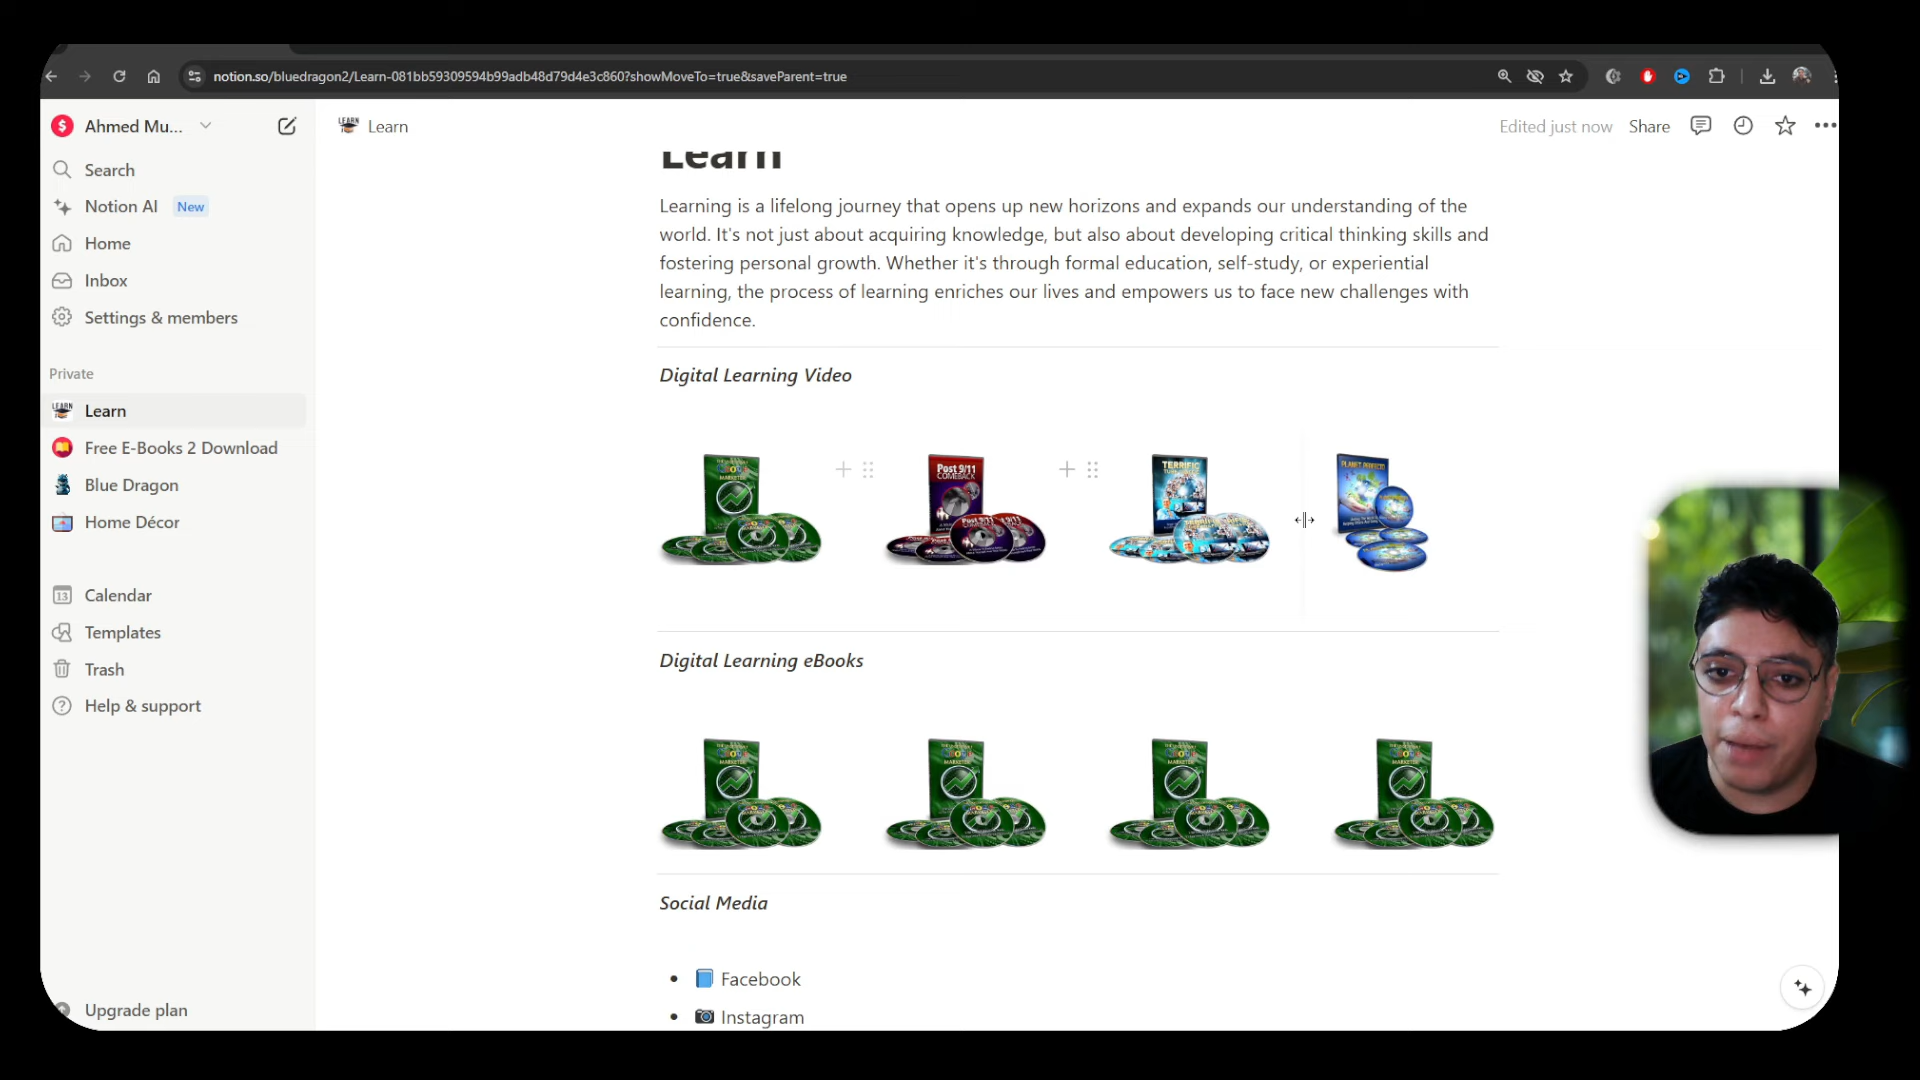 notion.so/bluedragon2/Learn-081bb59309594b99adb48d79d4e3c860?showMoveTo=true&saveParent=true
Ahmed Mu...
Learn
Edited just now
Share
Search
Notion AI New
Home
Inbox
Settings & members
Private
Learn
Free E-Books 2 Download
Blue Dragon
Home Décor
13 Calendar
Templates
Trash
Help & support
Upgrade plan
Learn
Learning is a lifelong journey that opens up new horizons and expands our understanding of the
world. It's not just about acquiring knowledge, but also about developing critical thinking skills and
fostering personal growth. Whether it's through formal education, self-study, or experiential
learning, the process of learning enriches our lives and empowers us to face new challenges with
confidence.
Digital Learning Video
Post 9/11
COMEBACK
TERRIFIC
Digital Learning eBooks
Social Media
• Facebook
• Instagram